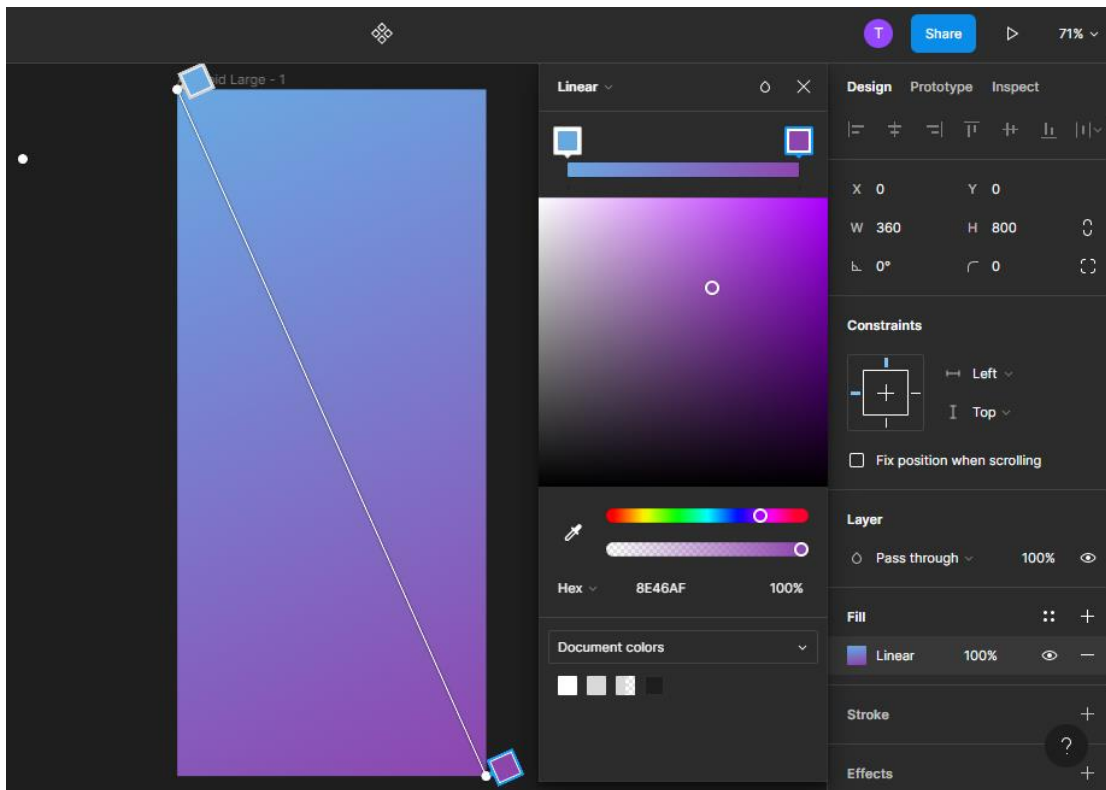 T Share 71%
id Large - 1
Linear
Design Prototype Inspect
X 0 Y 0
W 360 H 800
0° 0
Constraints
Left
Top
Fix position when scrolling
Layer
Pass through 100%
Hex 8E46AF 100%
Fill
Linear 100%
Document colors
Stroke
?
Effects